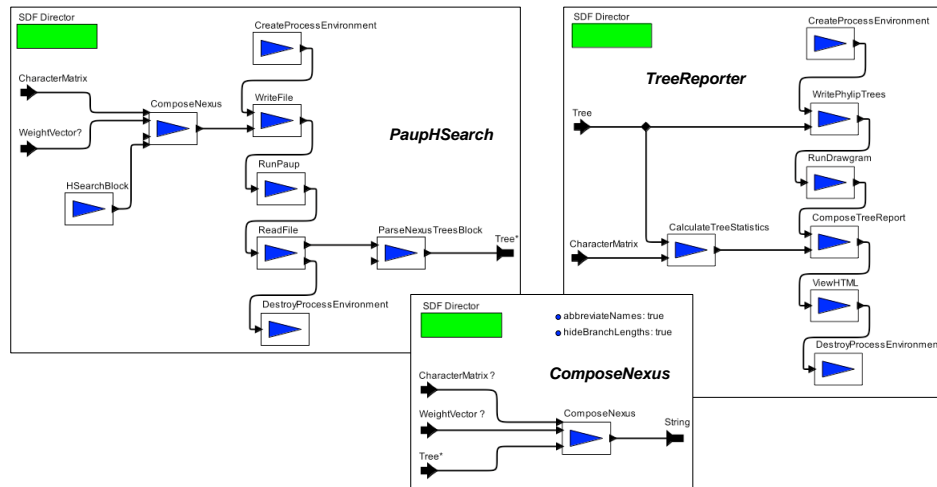 SDF Director
CreateProcessEnvironment
CharacterMatrix
ComposeNexus
WriteFile
WeightVector?
PaupHSearch
HSearchBlock
RunPaup
ReadFile
ParseNexusTreesBlock
Tree*
DestroyProcessEnvironment
SDF Director
CreateProcessEnvironment
TreeReporter
Tree
WritePhylipTrees
RunDrawgram
ComposeTreeReport
CalculateTreeStatistics
CharacterMatrix
ViewHTML
DestroyProcessEnvironment
SDF Director
abbreviateNames: true
hideBranchLengths: true
ComposeNexus
CharacterMatrix ?
WeightVector ?
ComposeNexus
String
Tree*